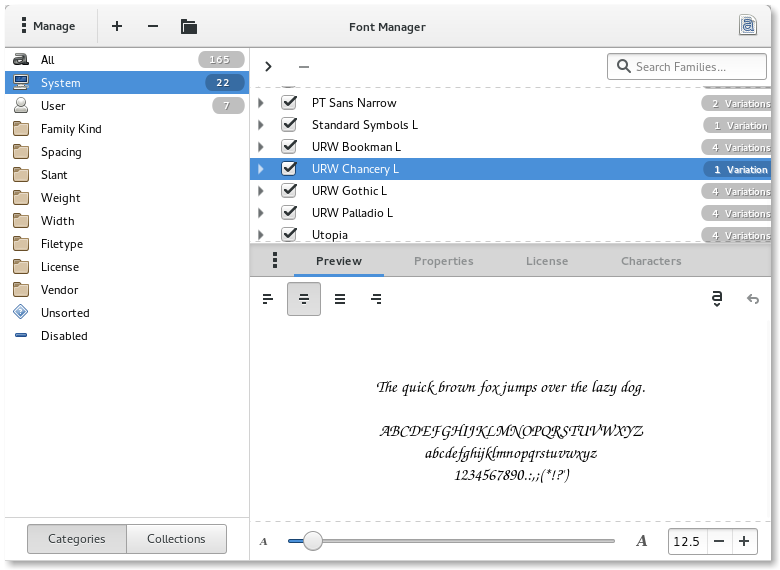 Manage
Font Manager
All 165
System 22
User 7
Family Kind
Spacing
Slant
Weight
Width
Filetype
License
Vendor
Unsorted
Disabled
Categories Collections
Search Families...
PT Sans Narrow 2 Variations
Standard Symbols L 1 Variation
URW Bookman L 4 Variations
URW Chancery L 1 Variation
URW Gothic L 4 Variations
URW Palladio L 4 Variations
Utopia 4 Variations
Preview Properties License Characters
a
The quick brown fox jumps over the lazy dog.
ABCDEFGHIJKLMNOPQRSTUVWXYZ
abcdefghijklmnopqrstuvwxyz
1234567890.:,;(*!?')
A A 12.5